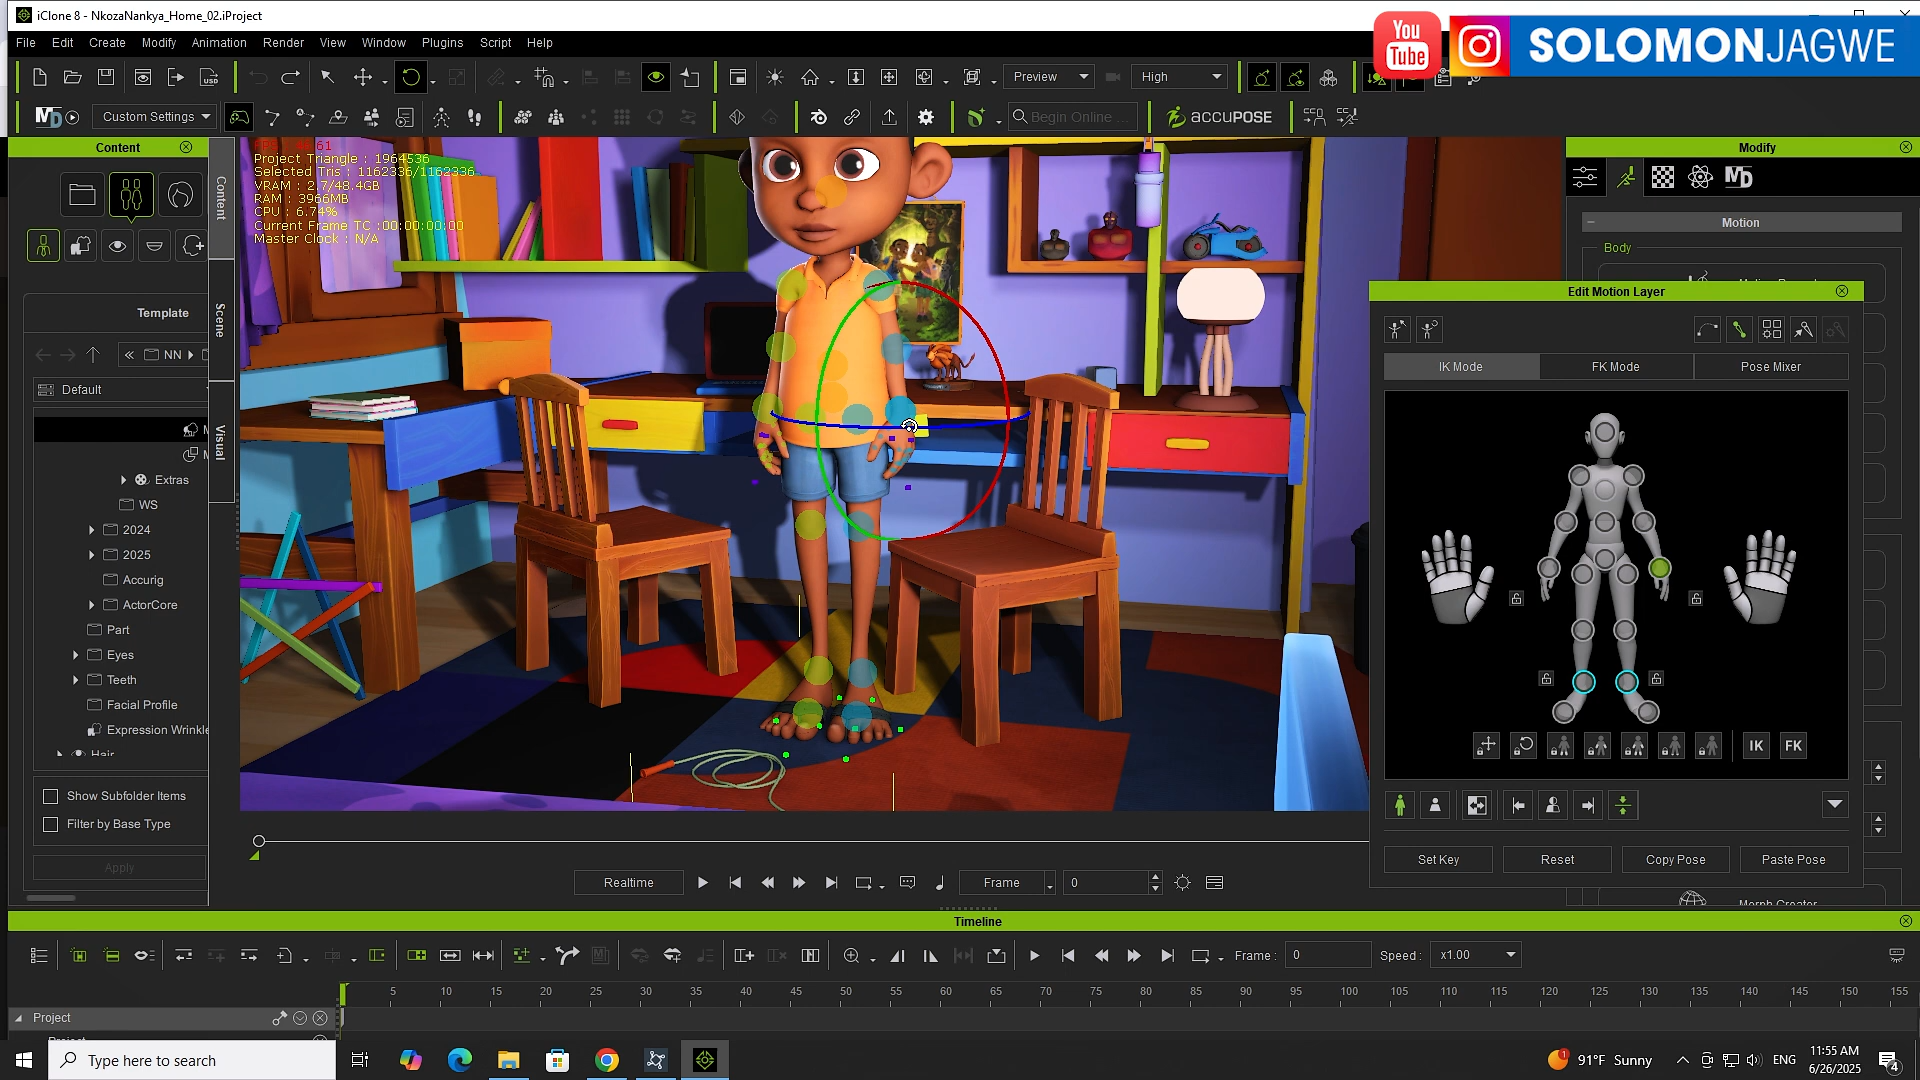 iClone 8 - NkozaNankya_Home_02.iProject
File Edit Create Modify Animation Render View Window Plugins Script Help
You
Tube
SOLOMONJAGWE
Preview
High
Custom Settings
Begin Online ...
ACCUPOSE
Content
Content
Scene
Visual
Template
NN
Default
Extras
WS
2024
2025
Accurig
ActorCore
Part
Eyes
Teeth
Facial Profile
Expression Wrinkle
Hair
Show Subfolder Items
Filter by Base Type
Apply
Project Triangle : 1964536
Selected Tris : 1162336/1162336
VRAM : 2.7/48.4GB
RAM : 3966MB
CPU : 6.74%
Current Frame TC :00:00:00:00
Master Clock : N/A
Modify
Motion
Body
Edit Motion Layer
IK Mode FK Mode Pose Mixer
IK FK
Set Key Reset Copy Pose Paste Pose
Morph Creator
Realtime
Frame
0
Timeline
Frame : 0 Speed : x1.00
5 10 15 20 25 30 35 40 45 50 55 60 65 70 75 80 85 90 95 100 105 110 115 120 125 130 135 140 145 150 155
Project
Type here to search
91°F Sunny
ENG
11:55 AM
6/26/2025
4